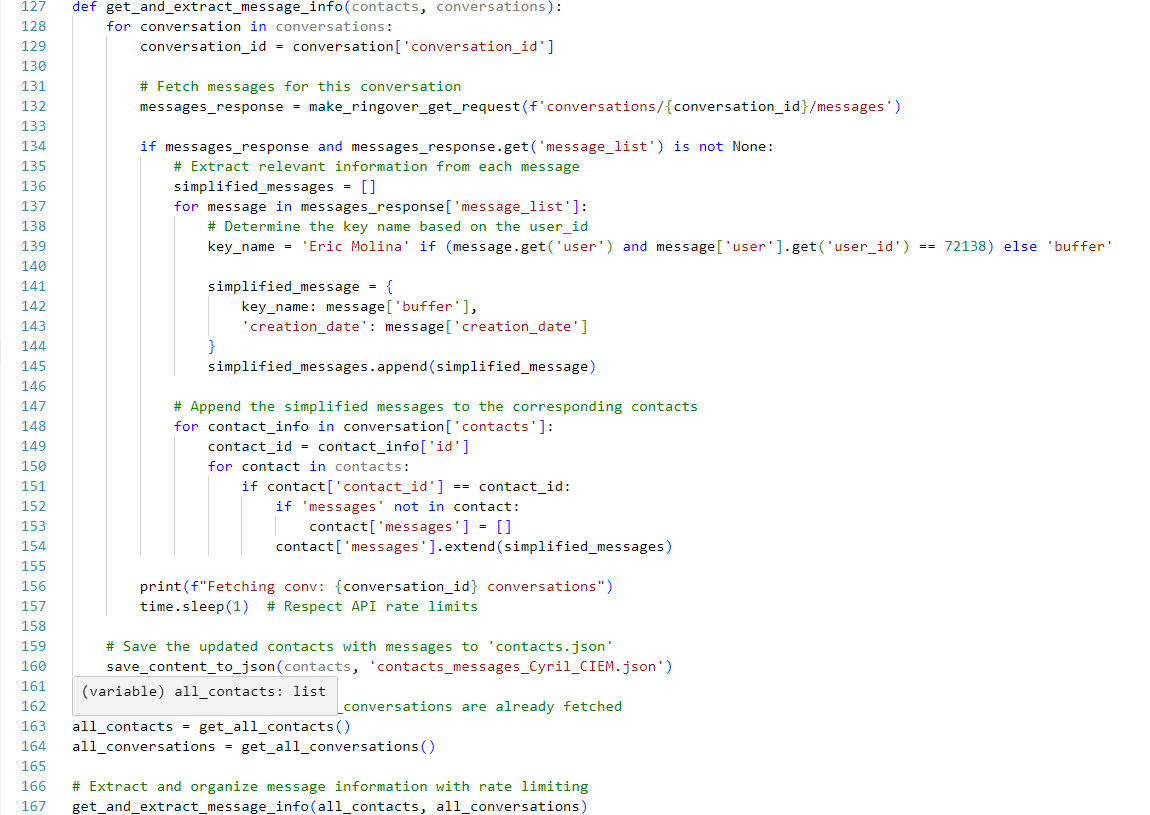 127 def get_and_extract_message_info(contacts, conversations):
128     for conversation in conversations:
129         conversation_id = conversation['conversation_id']
130
131         # Fetch messages for this conversation
132         messages_response = make_ringover_get_request(f'conversations/{conversation_id}/messages')
133
134         if messages_response and messages_response.get('message_list') is not None:
135             # Extract relevant information from each message
136             simplified_messages = []
137             for message in messages_response['message_list']:
138                 # Determine the key name based on the user_id
139                 key_name = 'Eric Molina' if (message.get('user') and message['user'].get('user_id') == 72138) else 'buffer'
140
141                 simplified_message = {
142                     key_name: message['buffer'],
143                     'creation_date': message['creation_date']
144                 }
145                 simplified_messages.append(simplified_message)
146
147             # Append the simplified messages to the corresponding contacts
148             for contact_info in conversation['contacts']:
149                 contact_id = contact_info['id']
150                 for contact in contacts:
151                     if contact['contact_id'] == contact_id:
152                         if 'messages' not in contact:
153                             contact['messages'] = []
154                         contact['messages'].extend(simplified_messages)
155
156         print(f"Fetching conv: {conversation_id} conversations")
157         time.sleep(1)  # Respect API rate limits
158
159     # Save the updated contacts with messages to 'contacts.json'
160     save_content_to_json(contacts, 'contacts_messages_Cyril_CIEM.json')
161 (variable) all_contacts: list
162 _conversations are already fetched
163 all_contacts = get_all_contacts()
164 all_conversations = get_all_conversations()
165
166 # Extract and organize message information with rate limiting
167 get_and_extract_message_info(all_contacts, all_conversations)